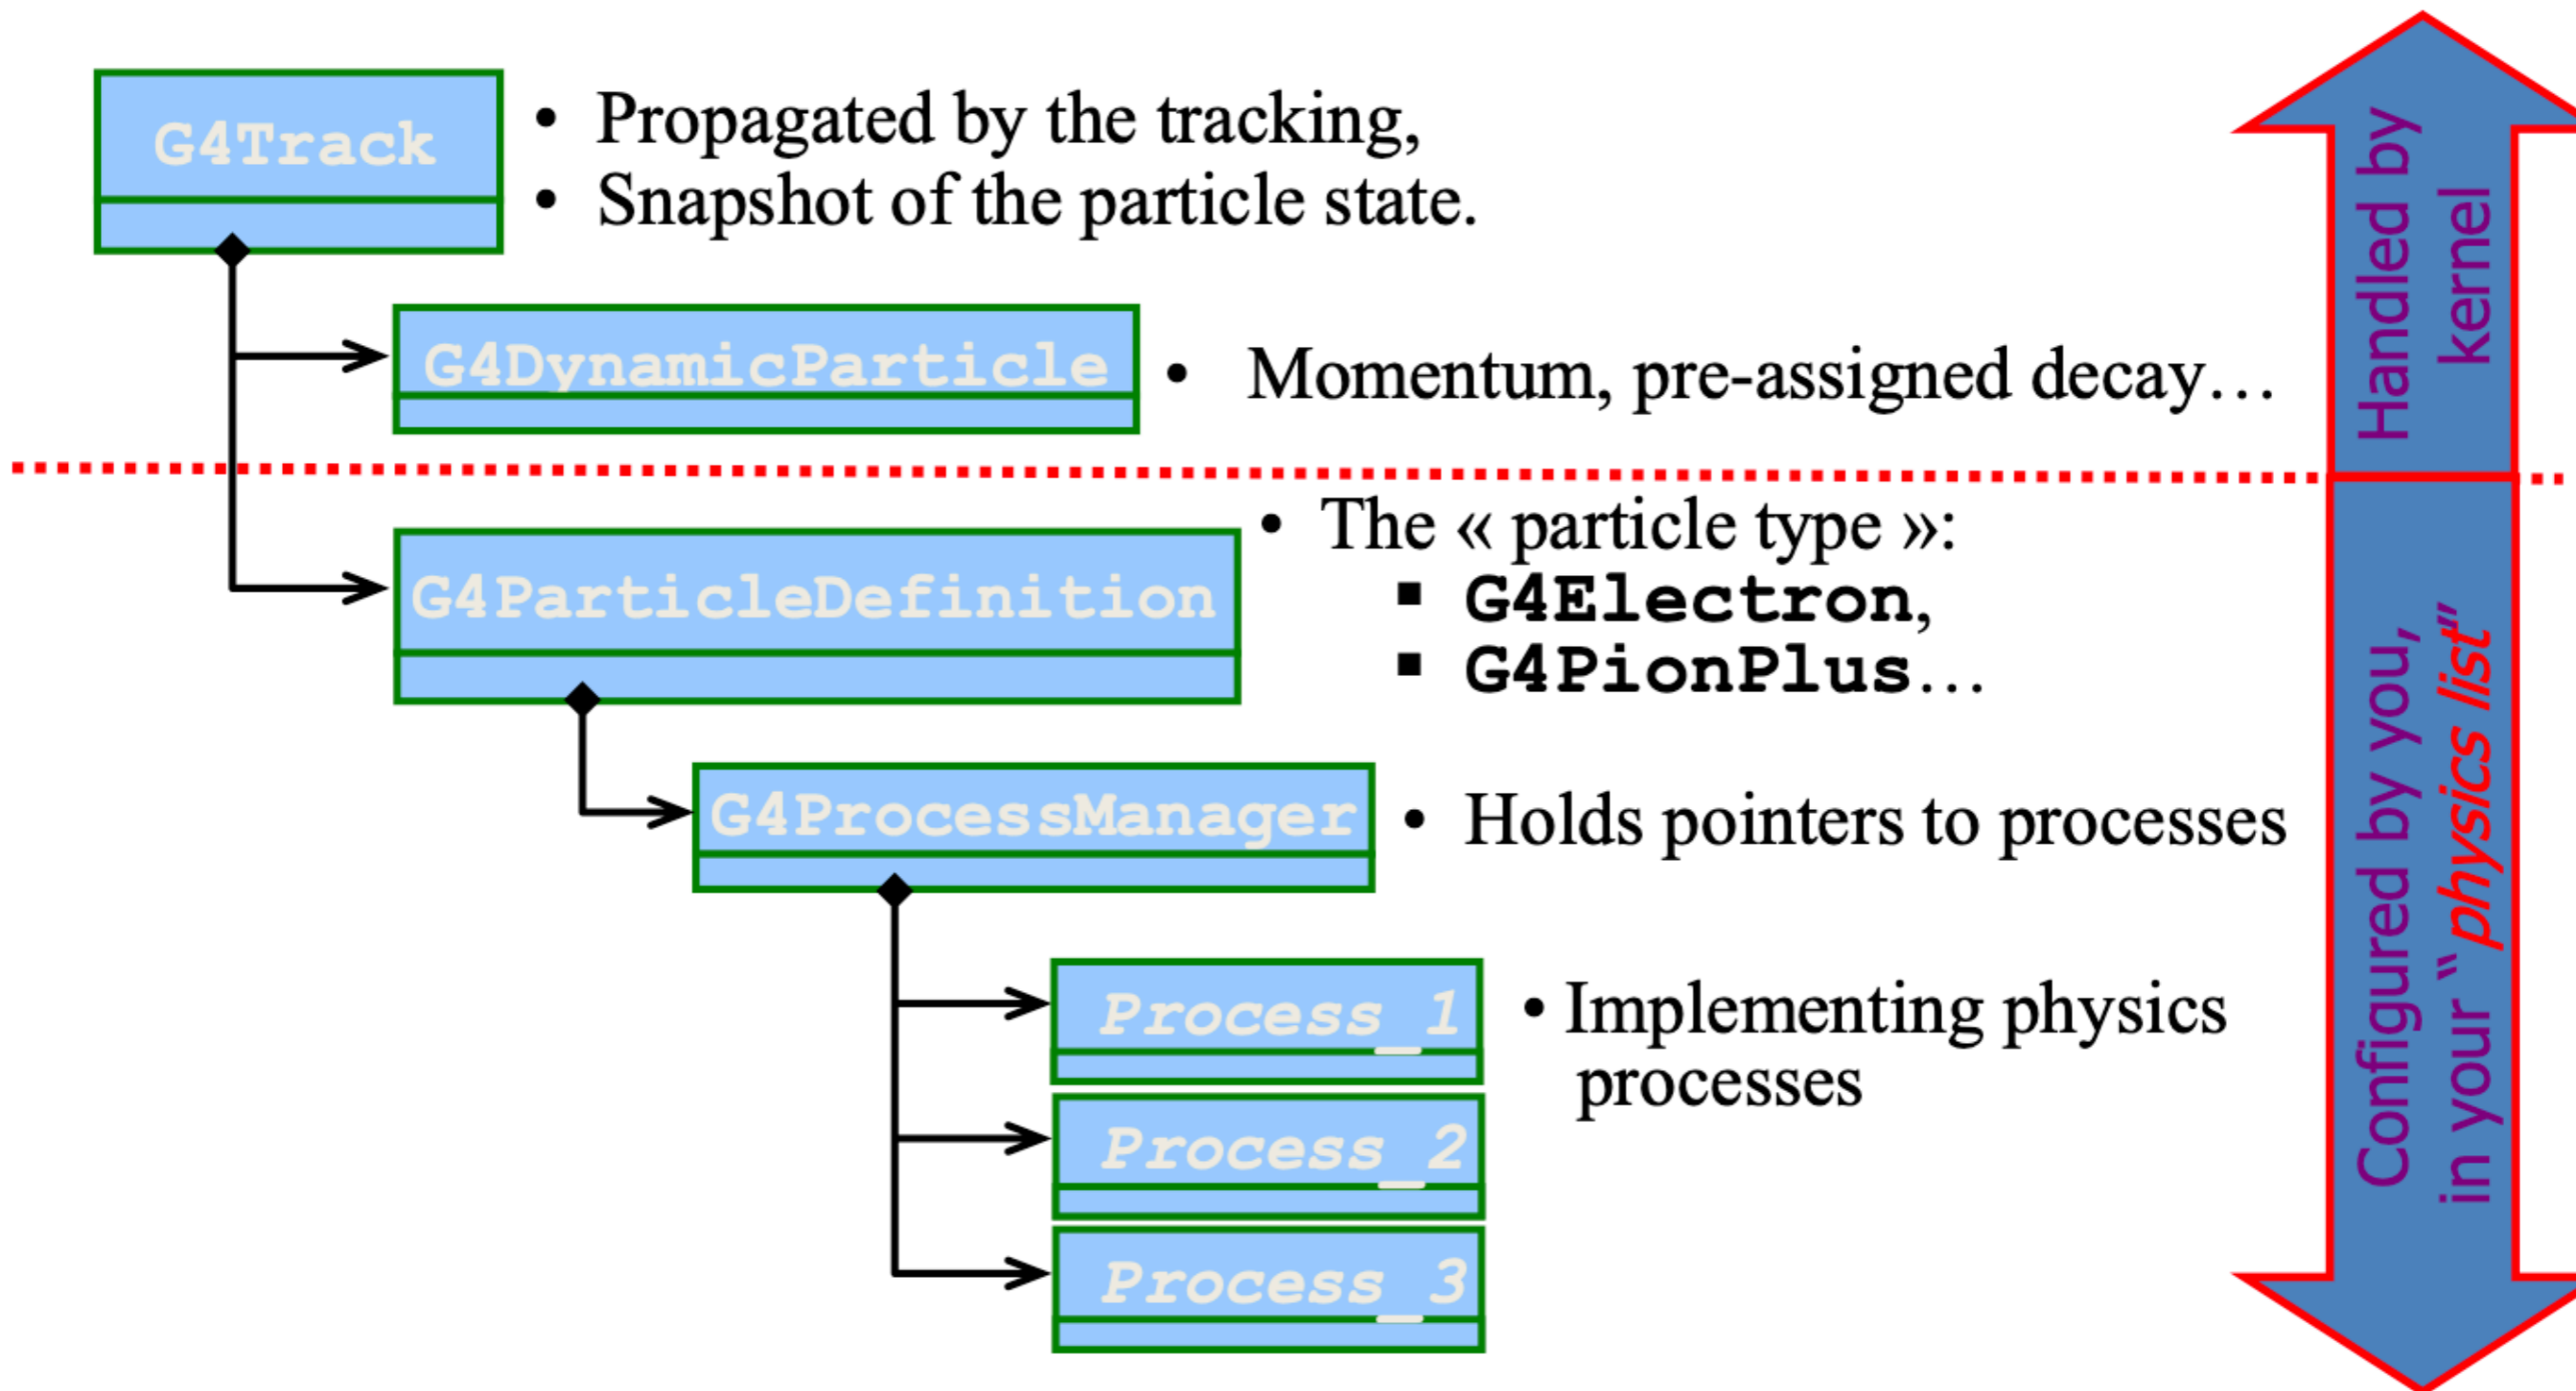 G4Track
• Propagated by the tracking,
• Snapshot of the particle state.
G4DynamicParticle
• Momentum, pre-assigned decay…
G4ParticleDefinition
• The « particle type »:
▪ G4Electron,
▪ G4PionPlus…
G4ProcessManager
• Holds pointers to processes
Process_1
• Implementing physics
processes
Process_2
Process_3
Handled by
kernel
Configured by you,
in your “physics list”